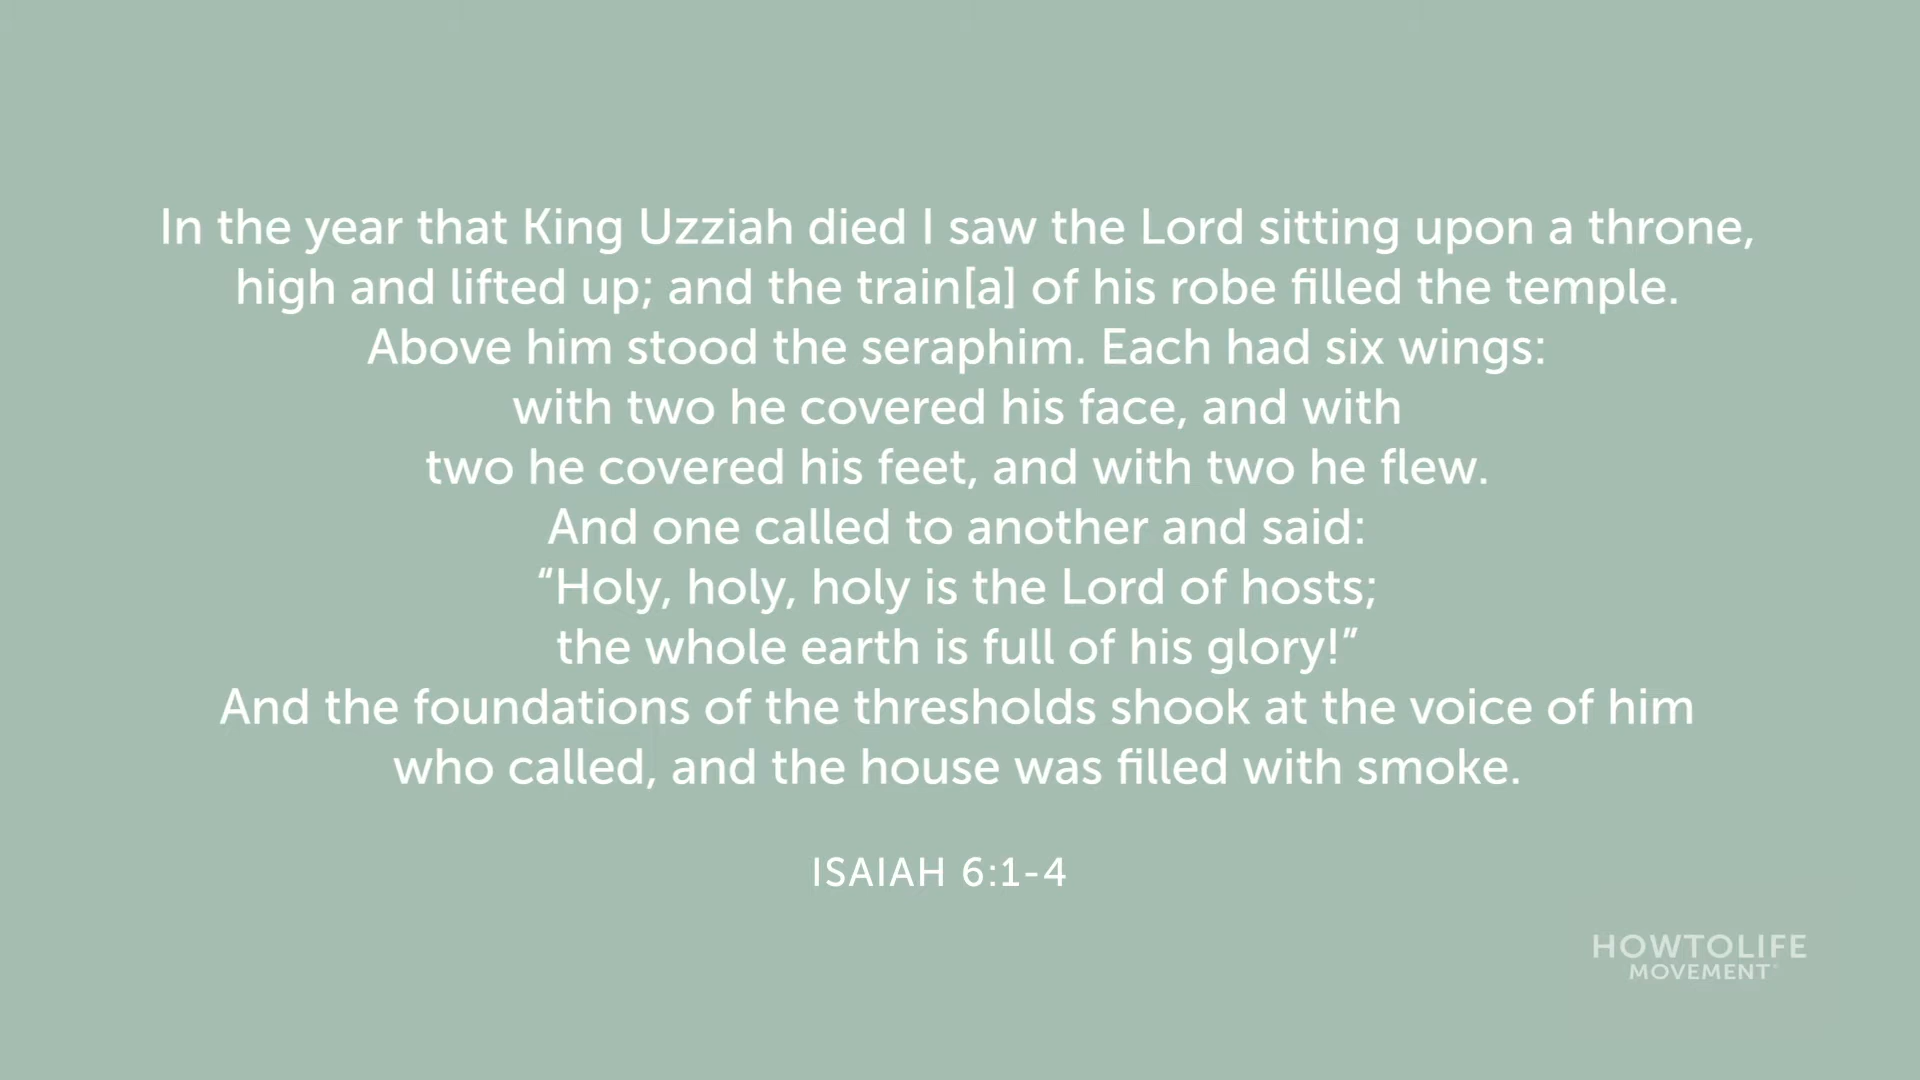 In the year that King Uzziah died I saw the Lord sitting upon a throne,
high and lifted up; and the train[a] of his robe filled the temple.
Above him stood the seraphim. Each had six wings:
with two he covered his face, and with
two he covered his feet, and with two he flew.
And one called to another and said:
“Holy, holy, holy is the Lord of hosts;
the whole earth is full of his glory!”
And the foundations of the thresholds shook at the voice of him
who called, and the house was filled with smoke.
ISAIAH 6:1-4
HOWTOLIFE
MOVEMENT